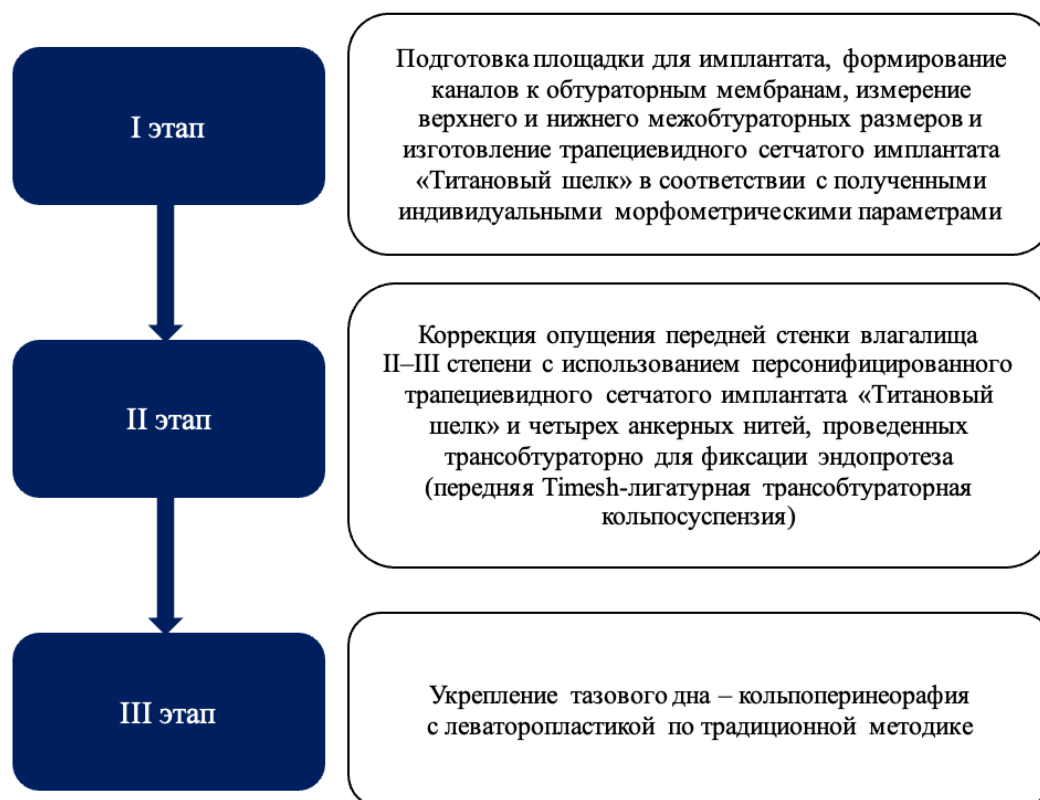 I этап
Подготовка площадки для имплантата, формирование
каналов к обтураторным мембранам, измерение
верхнего и нижнего межобтураторных размеров и
изготовление трапециевидного сетчатого имплантата
«Титановый шелк» в соответствии с полученными
индивидуальными морфометрическими параметрами
II этап
Коррекция опущения передней стенки влагалища
II–III степени с использованием персонифицированного
трапециевидного сетчатого имплантата «Титановый
шелк» и четырех анкерных нитей, проведенных
трансобтураторно для фиксации эндопротеза
(передняя Timesh-лигатурная трансобтураторная
кольпосуспензия)
III этап
Укрепление тазового дна – кольпоперинеорафия
с леваторопластикой по традиционной методике